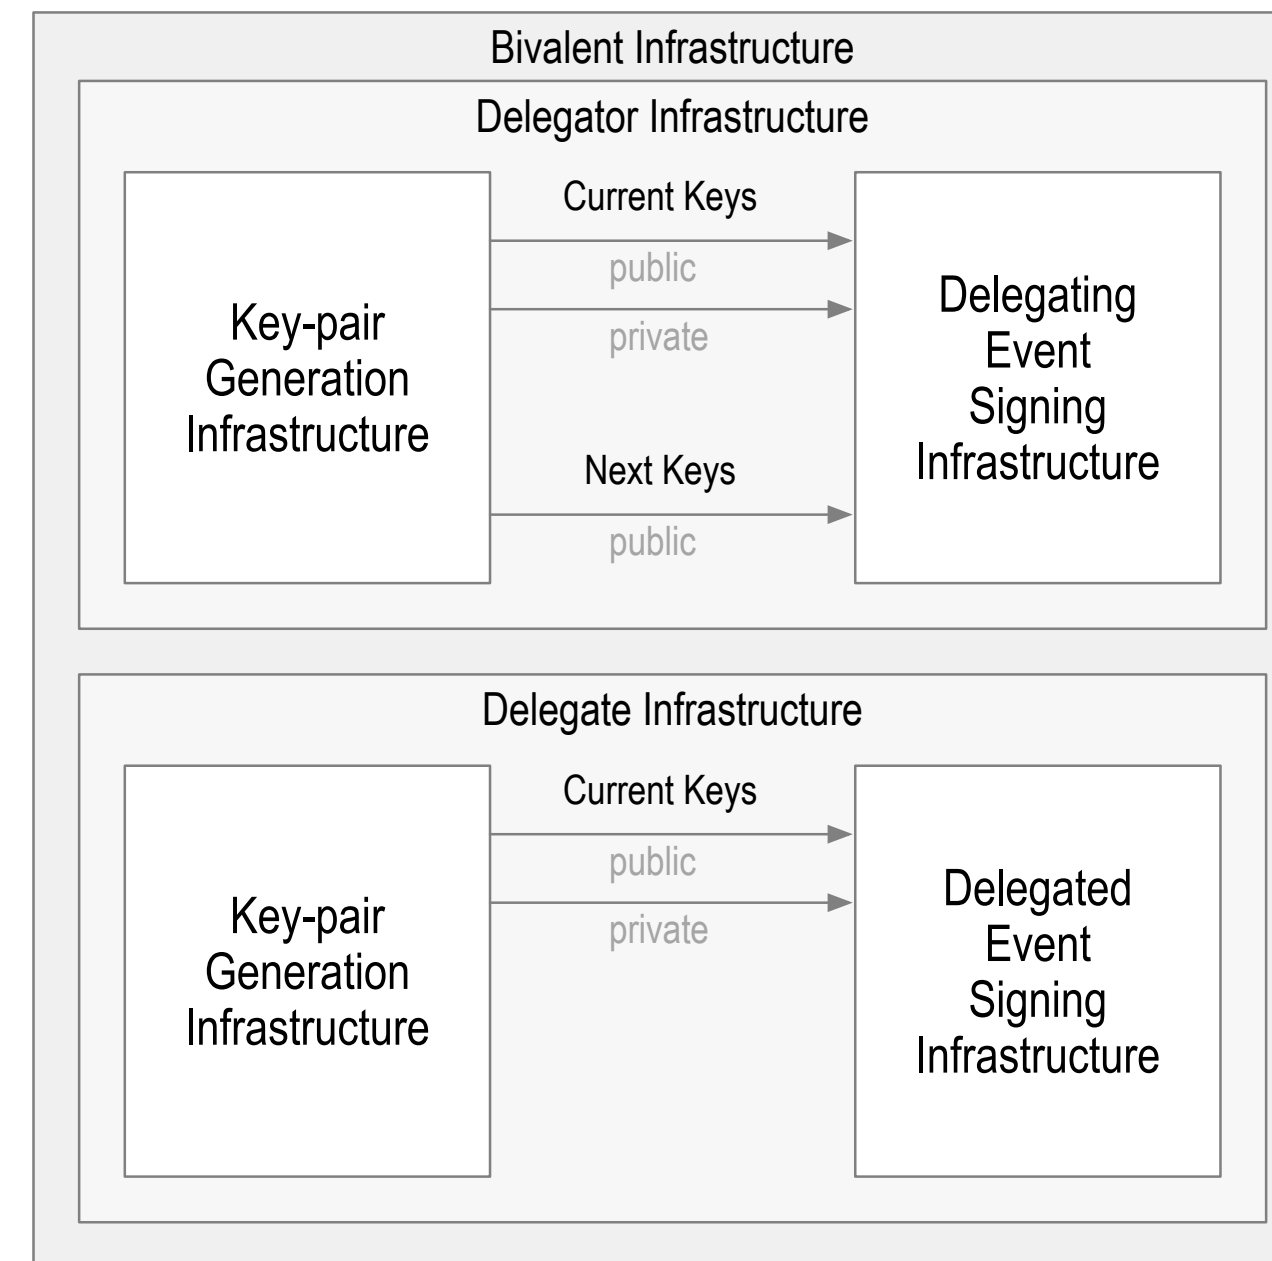 Bivalent Infrastructure
Delegator Infrastructure
Key-pair
Generation
Infrastructure
Current Keys
public
private
Next Keys
public
Delegating
Event
Signing
Infrastructure
Delegate Infrastructure
Key-pair
Generation
Infrastructure
Current Keys
public
private
Delegated
Event
Signing
Infrastructure